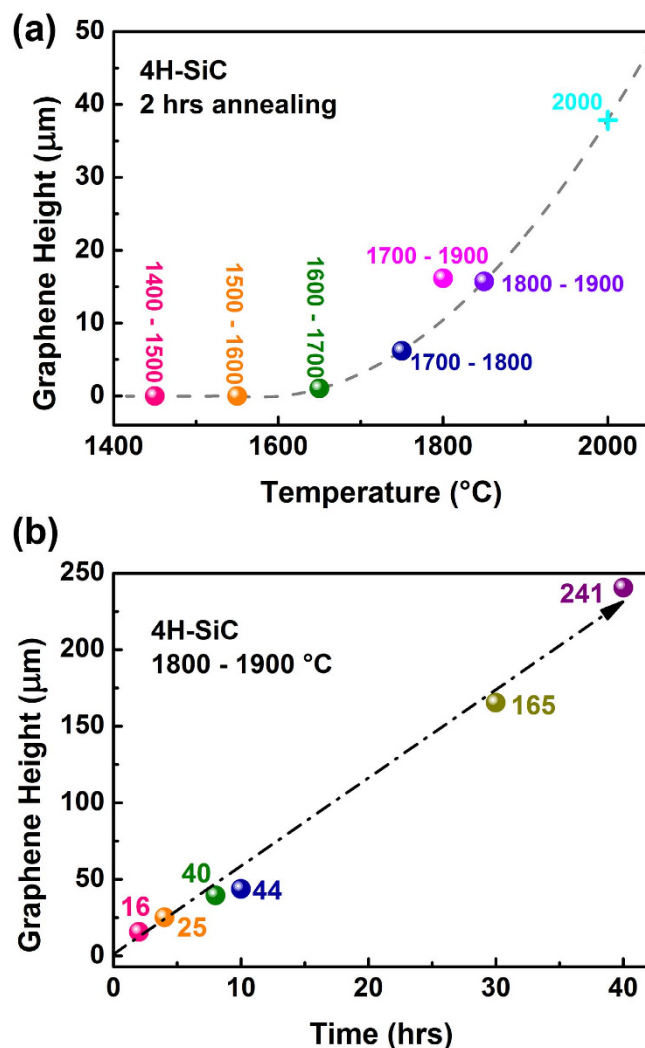 (a)
50
40
30
20
10
0
Graphene Height (μm)
4H-SiC
2 hrs annealing
1400 - 1500
1500 - 1600
1600 - 1700
1700 - 1900
1700 - 1800
1800 - 1900
2000
1400
1600
1800
2000
Temperature (°C)
(b)
250
200
150
100
50
0
Graphene Height (μm)
4H-SiC
1800 - 1900 °C
16
25
40
44
165
241
0
10
20
30
40
Time (hrs)